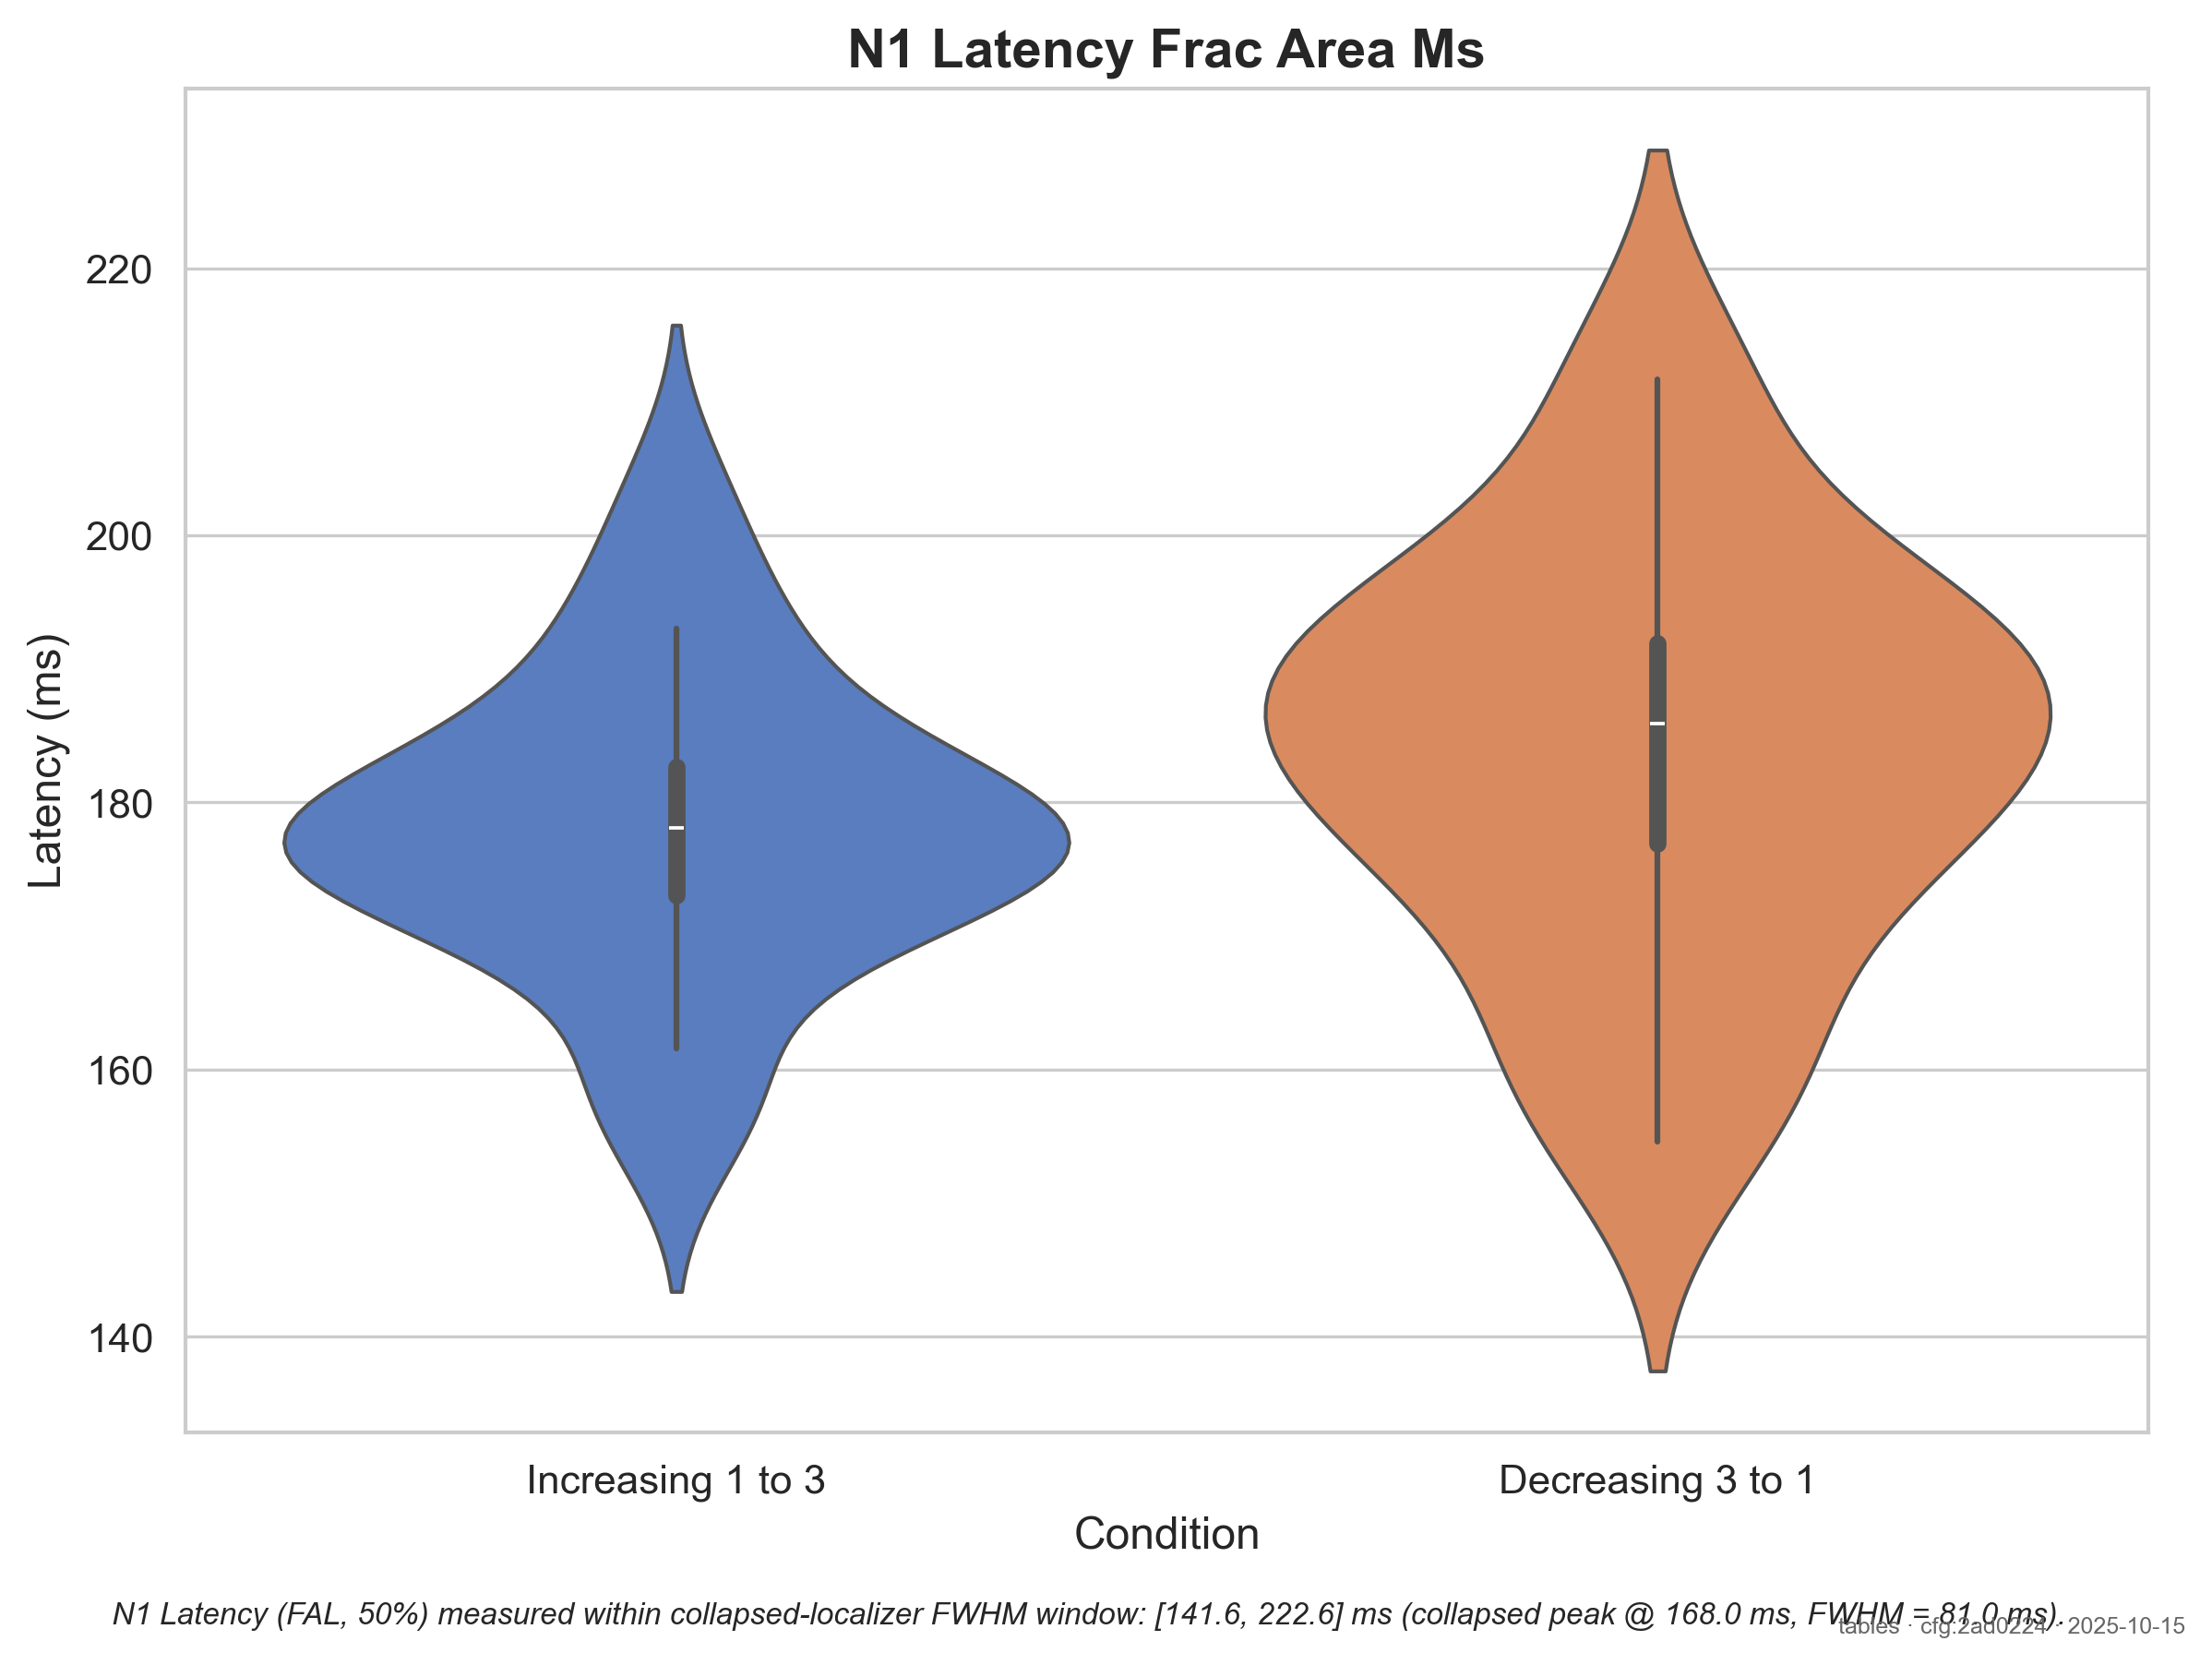 N1 Latency Frac Area Ms
Latency (ms)
220
200
180
160
140
Increasing 1 to 3
Decreasing 3 to 1
Condition
N1 Latency (FAL, 50%) measured within collapsed-localizer FWHM window: [141.6, 222.6] ms (collapsed peak @ 168.0 ms, FWHM = 81.0 ms).
tables · cfg:2ad0224 · 2025-10-15